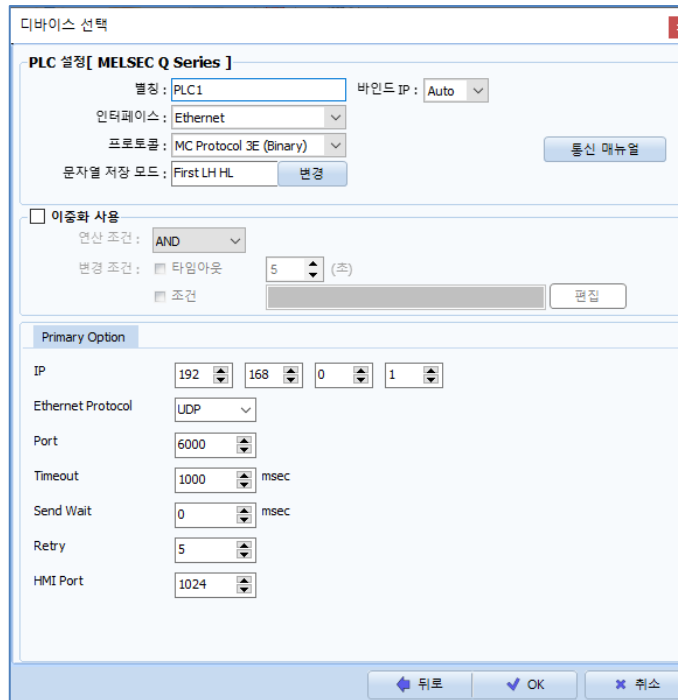 디바이스 선택
PLC 설정[ MELSEC Q Series ]
별칭 : PLC1 바인드 IP : Auto
인터페이스 : Ethernet
프로토콜 : MC Protocol 3E (Binary) 통신 매뉴얼
문자열 저장 모드 : First LH HL 변경
이중화 사용
연산 조건 : AND
변경 조건 : 타임아웃 5 (초)
조건 편집
Primary Option
IP 192 168 0 1
Ethernet Protocol UDP
Port 6000
Timeout 1000 msec
Send Wait 0 msec
Retry 5
HMI Port 1024
뒤로 OK 취소